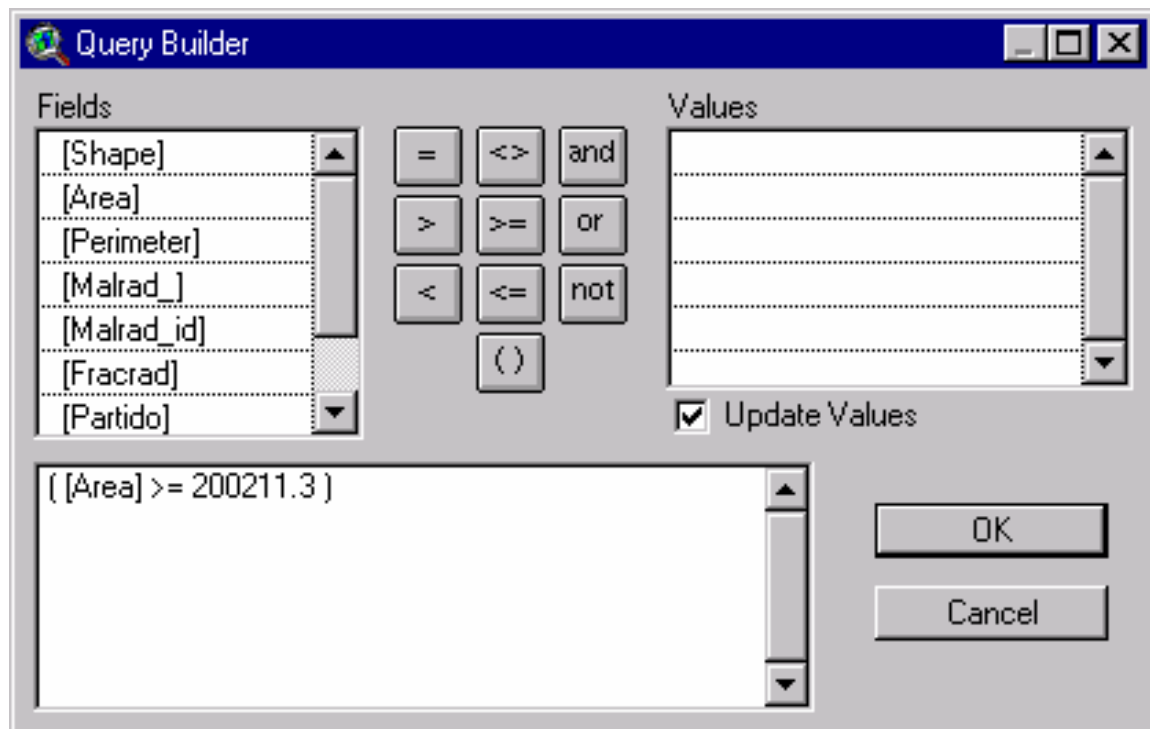 Query Builder
Fields
Values
[Shape]
[Area]
[Perimeter]
[Malrad_]
[Malrad_id]
[Fracrad]
[Partido]
= <> and
> >= or
< <= not
( )
Update Values
( [Area] >= 200211.3 )
OK
Cancel